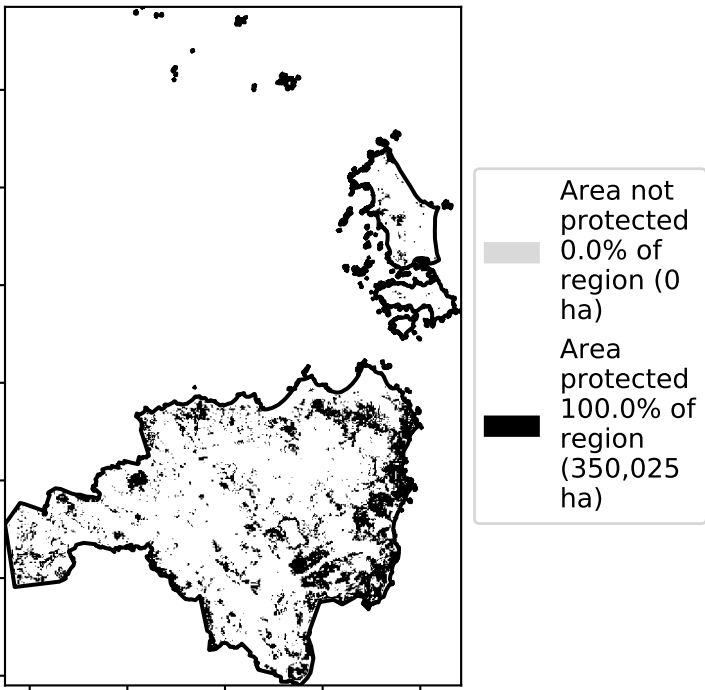 Area not
protected
0.0% of
region (0
ha)
Area
protected
100.0% of
region
(350,025
ha)